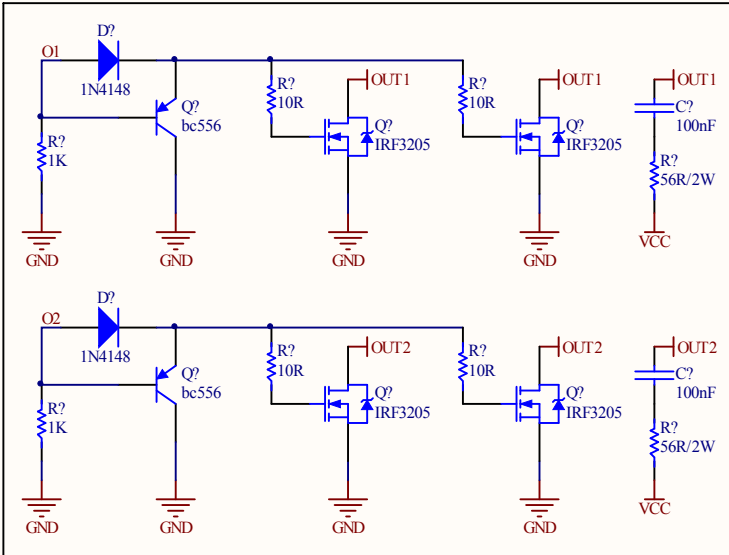 D?
O1
1N4148
Q?
bc556
R?
1K
R?
10R
OUT1
Q?
IRF3205
R?
10R
OUT1
Q?
IRF3205
OUT1
C?
100nF
R?
56R/2W
GND
GND
GND
GND
VCC
D?
O2
1N4148
Q?
bc556
R?
1K
R?
10R
OUT2
Q?
IRF3205
R?
10R
OUT2
Q?
IRF3205
OUT2
C?
100nF
R?
56R/2W
GND
GND
GND
GND
VCC